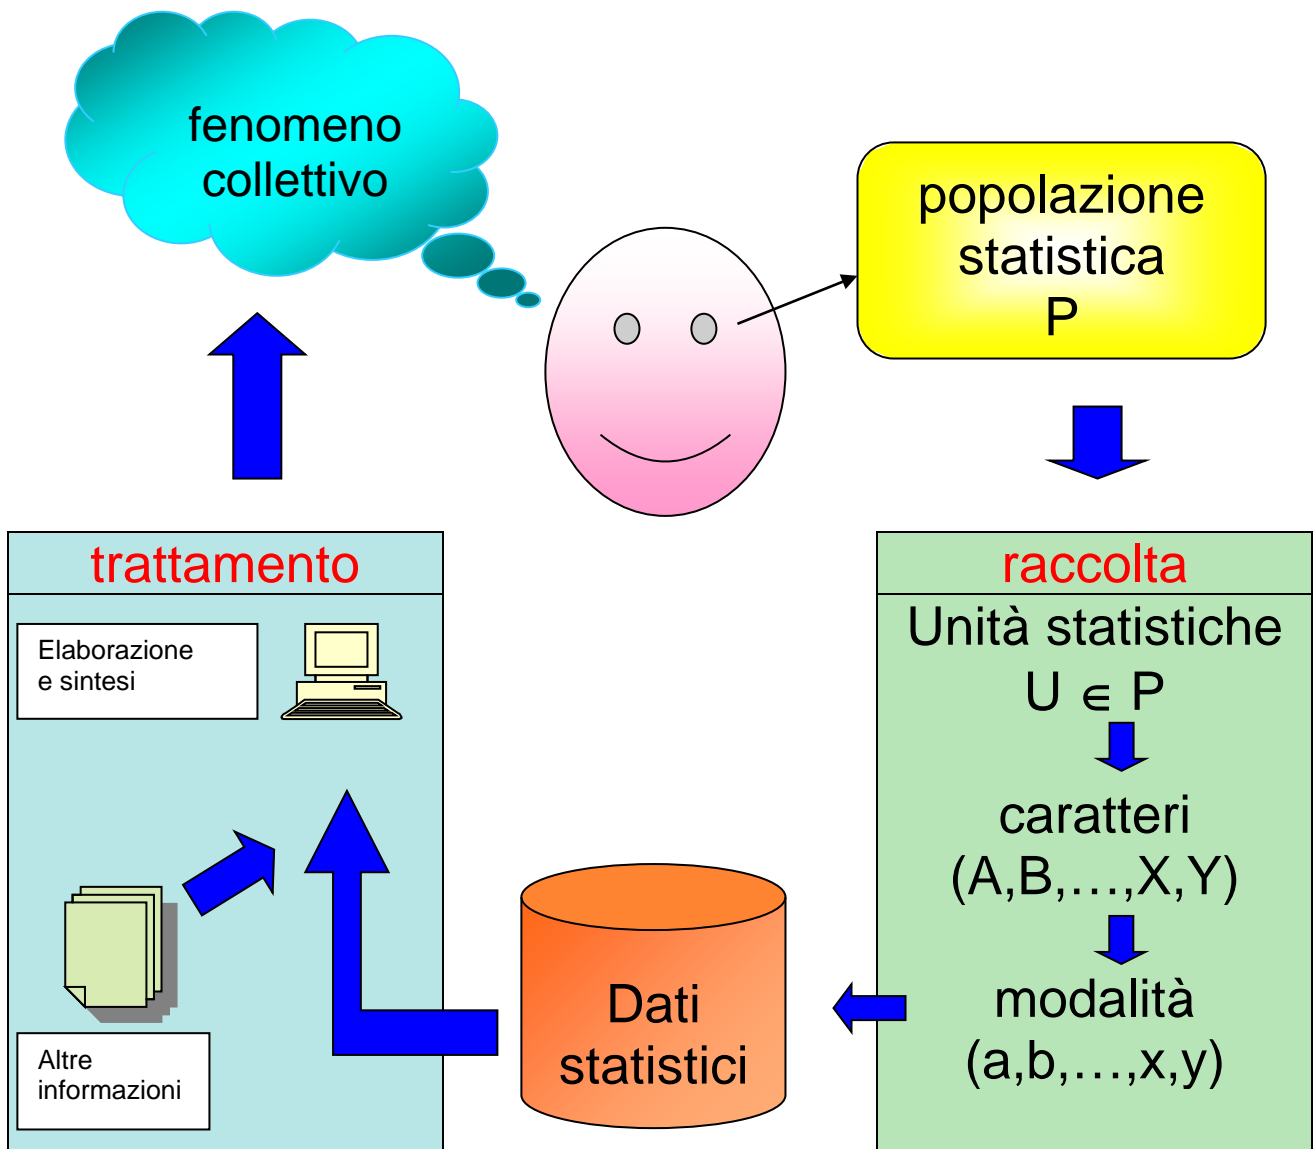 fenomeno
collettivo
popolazione
statistica
P
trattamento
Elaborazione
e sintesi
Altre
informazioni
Dati
statistici
raccolta
Unità statistiche
U ∈ P
caratteri
(A,B,…,X,Y)
modalità
(a,b,…,x,y)